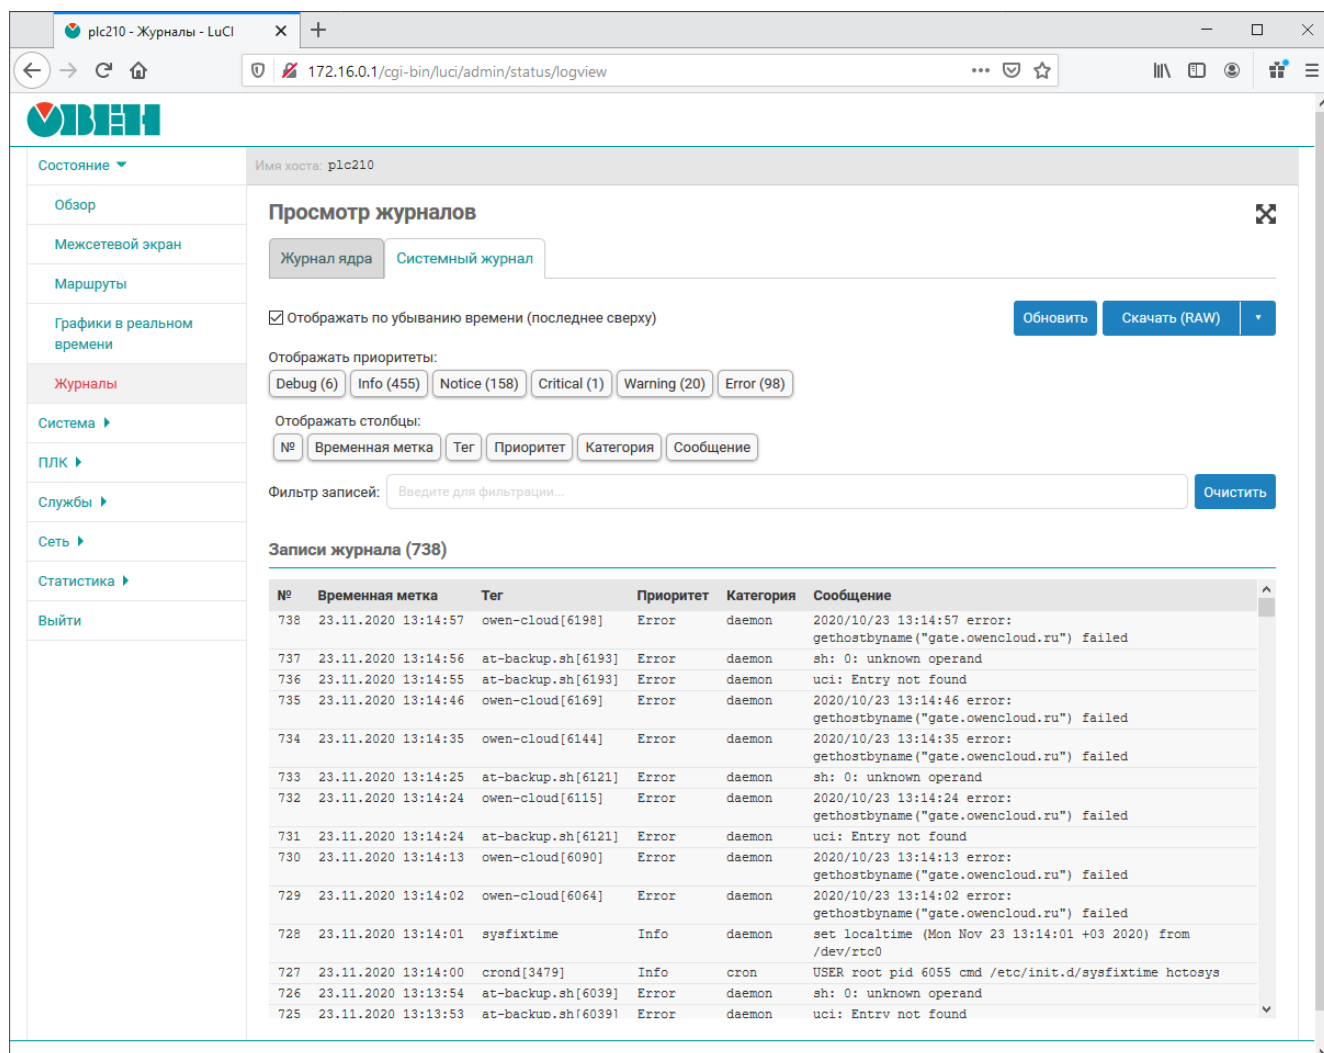 plc210 - Журналы - LuCI
172.16.0.1/cgi-bin/luci/admin/status/logview
ОВЕН
Состояние
Обзор
Межсетевой экран
Маршруты
Графики в реальном
времени
Журналы
Система
ПЛК
Службы
Сеть
Статистика
Выйти
Имя хоста: plc210
Просмотр журналов
Журнал ядра Системный журнал
Отображать по убыванию времени (последнее сверху)
Обновить Скачать (RAW)
Отображать приоритеты:
Debug (6) Info (455) Notice (158) Critical (1) Warning (20) Error (98)
Отображать столбцы:
№ Временная метка Тег Приоритет Категория Сообщение
Фильтр записей: Введите для фильтрации... Очистить
Записи журнала (738)
№ Временная метка Тег Приоритет Категория Сообщение
738 23.11.2020 13:14:57 owen-cloud[6198] Error daemon 2020/10/23 13:14:57 error:
gethostbyname("gate.owencloud.ru") failed
737 23.11.2020 13:14:56 at-backup.sh[6193] Error daemon sh: 0: unknown operand
736 23.11.2020 13:14:55 at-backup.sh[6193] Error daemon uci: Entry not found
735 23.11.2020 13:14:46 owen-cloud[6169] Error daemon 2020/10/23 13:14:46 error:
gethostbyname("gate.owencloud.ru") failed
734 23.11.2020 13:14:35 owen-cloud[6144] Error daemon 2020/10/23 13:14:35 error:
gethostbyname("gate.owencloud.ru") failed
733 23.11.2020 13:14:25 at-backup.sh[6121] Error daemon sh: 0: unknown operand
732 23.11.2020 13:14:24 owen-cloud[6115] Error daemon 2020/10/23 13:14:24 error:
gethostbyname("gate.owencloud.ru") failed
731 23.11.2020 13:14:24 at-backup.sh[6121] Error daemon uci: Entry not found
730 23.11.2020 13:14:13 owen-cloud[6090] Error daemon 2020/10/23 13:14:13 error:
gethostbyname("gate.owencloud.ru") failed
729 23.11.2020 13:14:02 owen-cloud[6064] Error daemon 2020/10/23 13:14:02 error:
gethostbyname("gate.owencloud.ru") failed
728 23.11.2020 13:14:01 sysfixtime Info daemon set localtime (Mon Nov 23 13:14:01 +03 2020) from
/dev/rtc0
727 23.11.2020 13:14:00 crond[3479] Info cron USER root pid 6055 cmd /etc/init.d/sysfixtime hctosys
726 23.11.2020 13:13:54 at-backup.sh[6039] Error daemon sh: 0: unknown operand
725 23.11.2020 13:13:53 at-backup.sh[6039] Error daemon uci: Entry not found